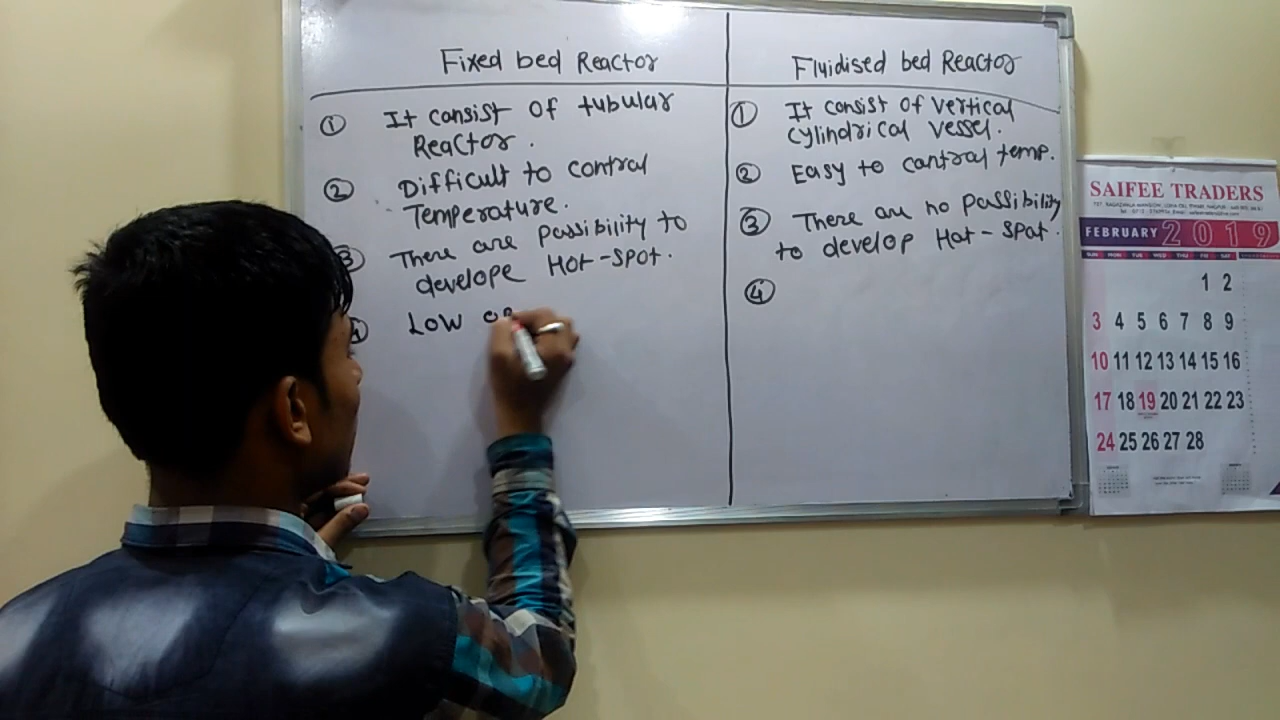 Fixed bed Reactor
① It consist of tubular
Reactor.
② Difficult to control
Temperature.
③ There are possibility to
develope Hot-spot.
④ Low
Fluidised bed Reactor
① It consist of vertical
cylindrical vessel.
② Easy to control temp.
③ There are no possibility
to develop Hot-spot.
④
SAIFEE TRADERS
FEBRUARY 2019
SUN MON TUE WED THU FRI SAT
1 2
3 4 5 6 7 8 9
10 11 12 13 14 15 16
17 18 19 20 21 22 23
24 25 26 27 28